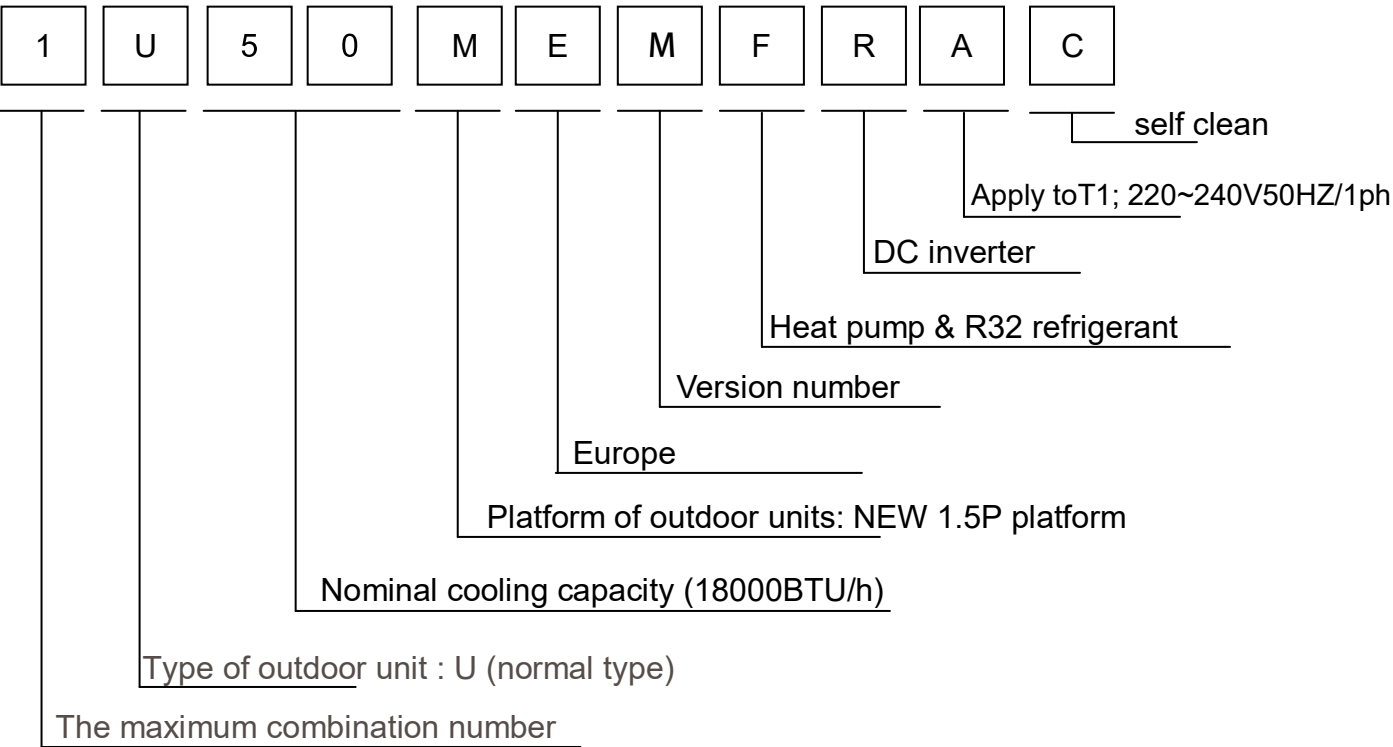 1 U 5 0 M E M F R A C
self clean
Apply toT1; 220~240V50HZ/1ph
DC inverter
Heat pump & R32 refrigerant
Version number
Europe
Platform of outdoor units: NEW 1.5P platform
Nominal cooling capacity (18000BTU/h)
Type of outdoor unit : U (normal type)
The maximum combination number